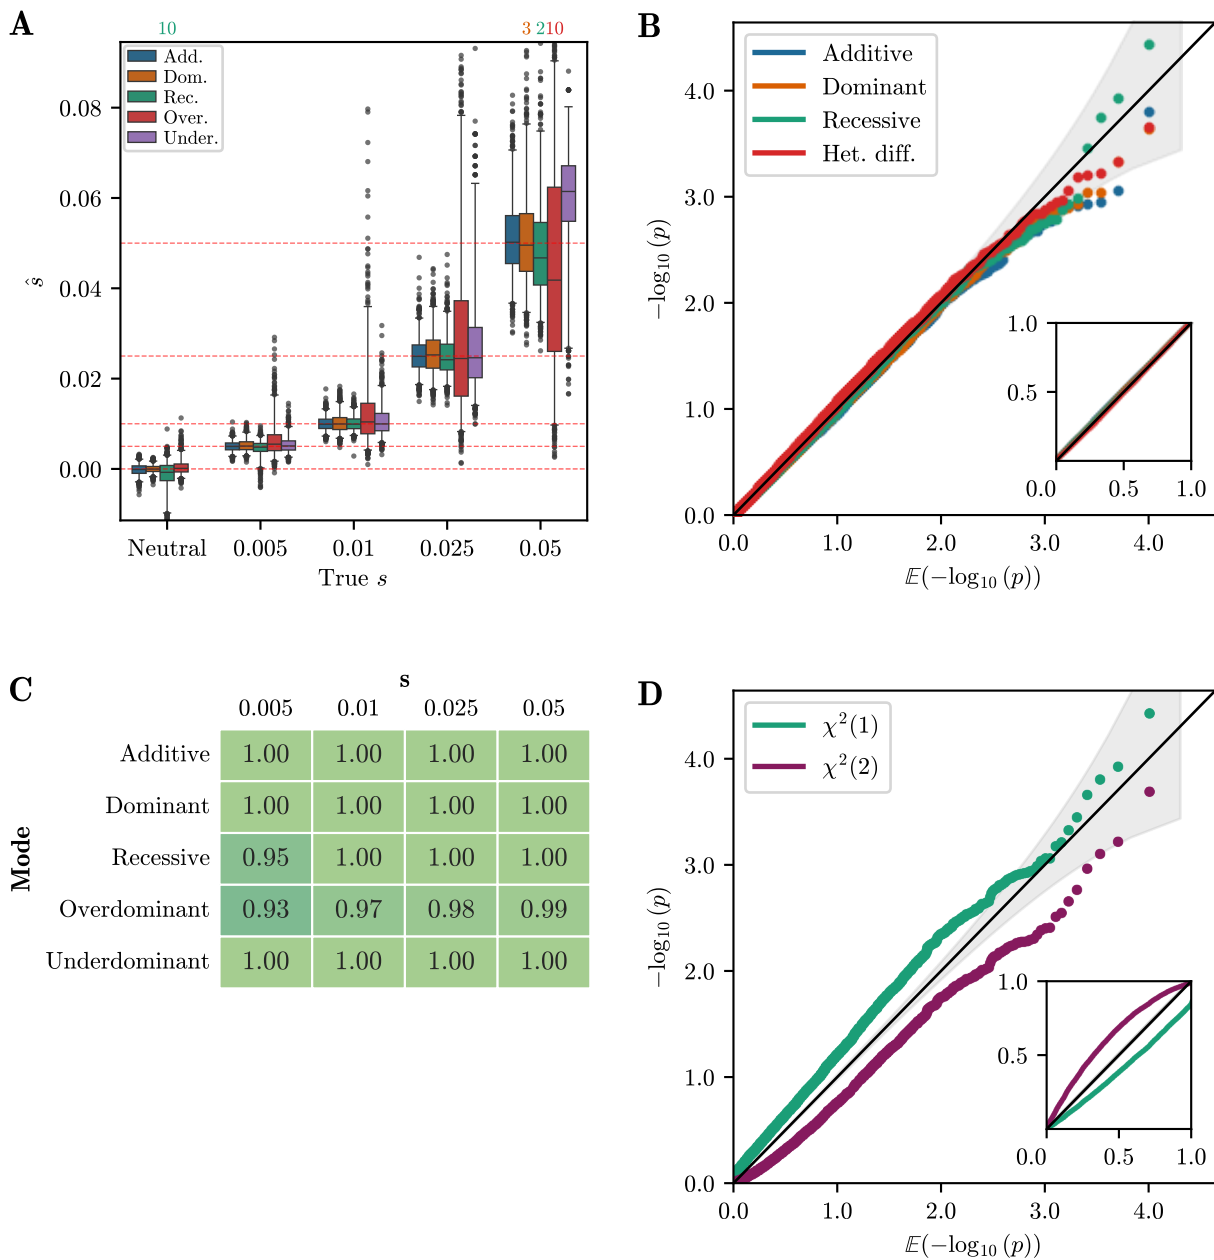 A
10
3 2 10
Add.
Dom.
Rec.
Over.
Under.
0.08
0.06
0.04
0.02
0.00
ŝ
Neutral
0.005
0.01
0.025
0.05
True s
B
Additive
Dominant
Recessive
Het. diff.
4.0
3.0
2.0
1.0
0.0
−log₁₀ (p)
1.0
0.5
0.0
0.5
1.0
0.0
1.0
2.0
3.0
4.0
𝔼(−log₁₀ (p))
C
s
0.005 0.01 0.025 0.05
Mode
Additive 1.00 1.00 1.00 1.00
Dominant 1.00 1.00 1.00 1.00
Recessive 0.95 1.00 1.00 1.00
Overdominant 0.93 0.97 0.98 0.99
Underdominant 1.00 1.00 1.00 1.00
D
χ²(1)
χ²(2)
4.0
3.0
2.0
1.0
0.0
−log₁₀ (p)
1.0
0.5
0.0
0.5
1.0
0.0
1.0
2.0
3.0
4.0
𝔼(−log₁₀ (p))